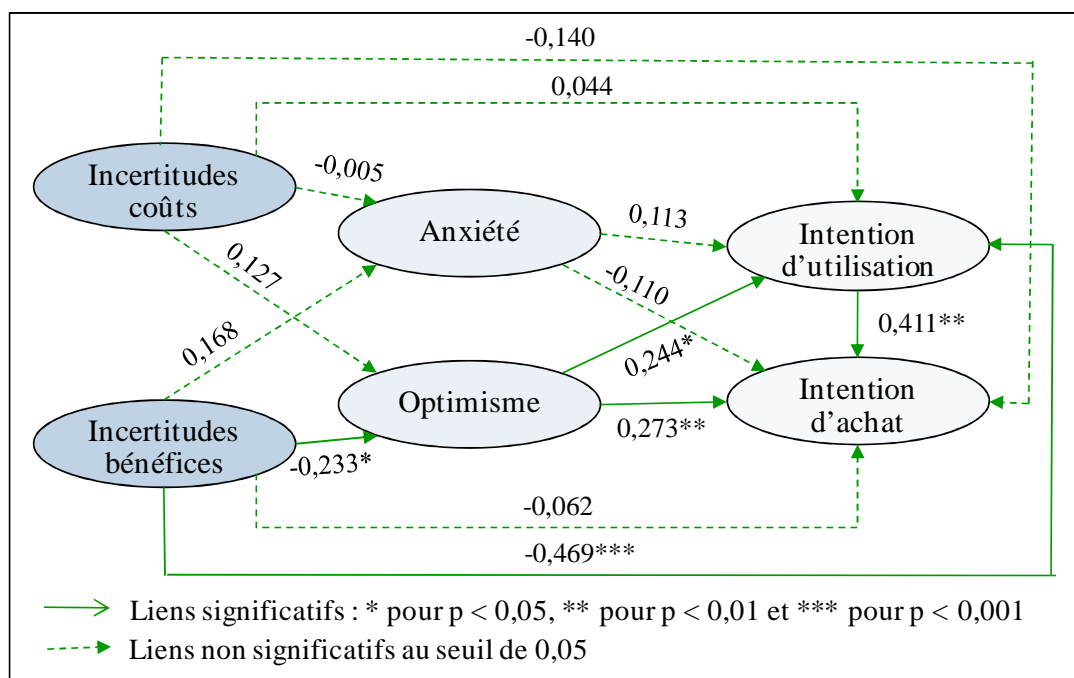 -0,140
0,044
Incertitudes
coûts
-0,005
Anxiété
0,113
Intention
d’utilisation
0,127
-0,110
0,168
0,411**
0,244*
Optimisme
Intention
d’achat
0,273**
Incertitudes
bénéfices
-0,233*
-0,062
-0,469***
Liens significatifs : * pour p < 0,05, ** pour p < 0,01 et *** pour p < 0,001
Liens non significatifs au seuil de 0,05